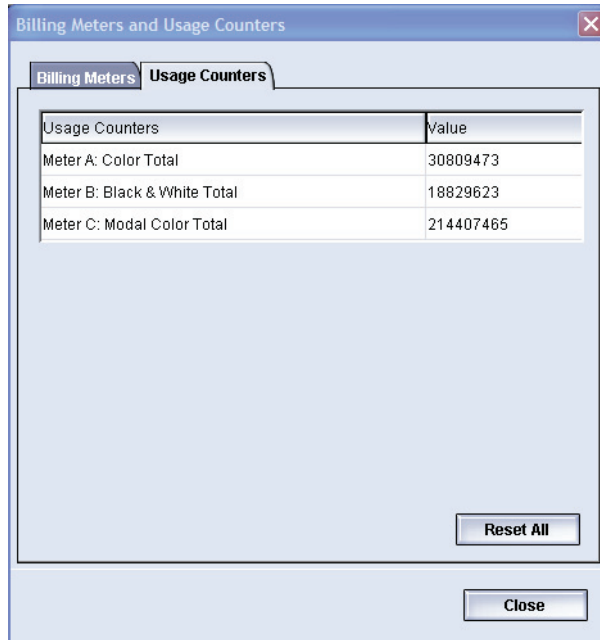 Billing Meters and Usage Counters
Billing Meters Usage Counters
Usage Counters Value
Meter A: Color Total 30809473
Meter B: Black & White Total 18829623
Meter C: Modal Color Total 214407465
Reset All
Close